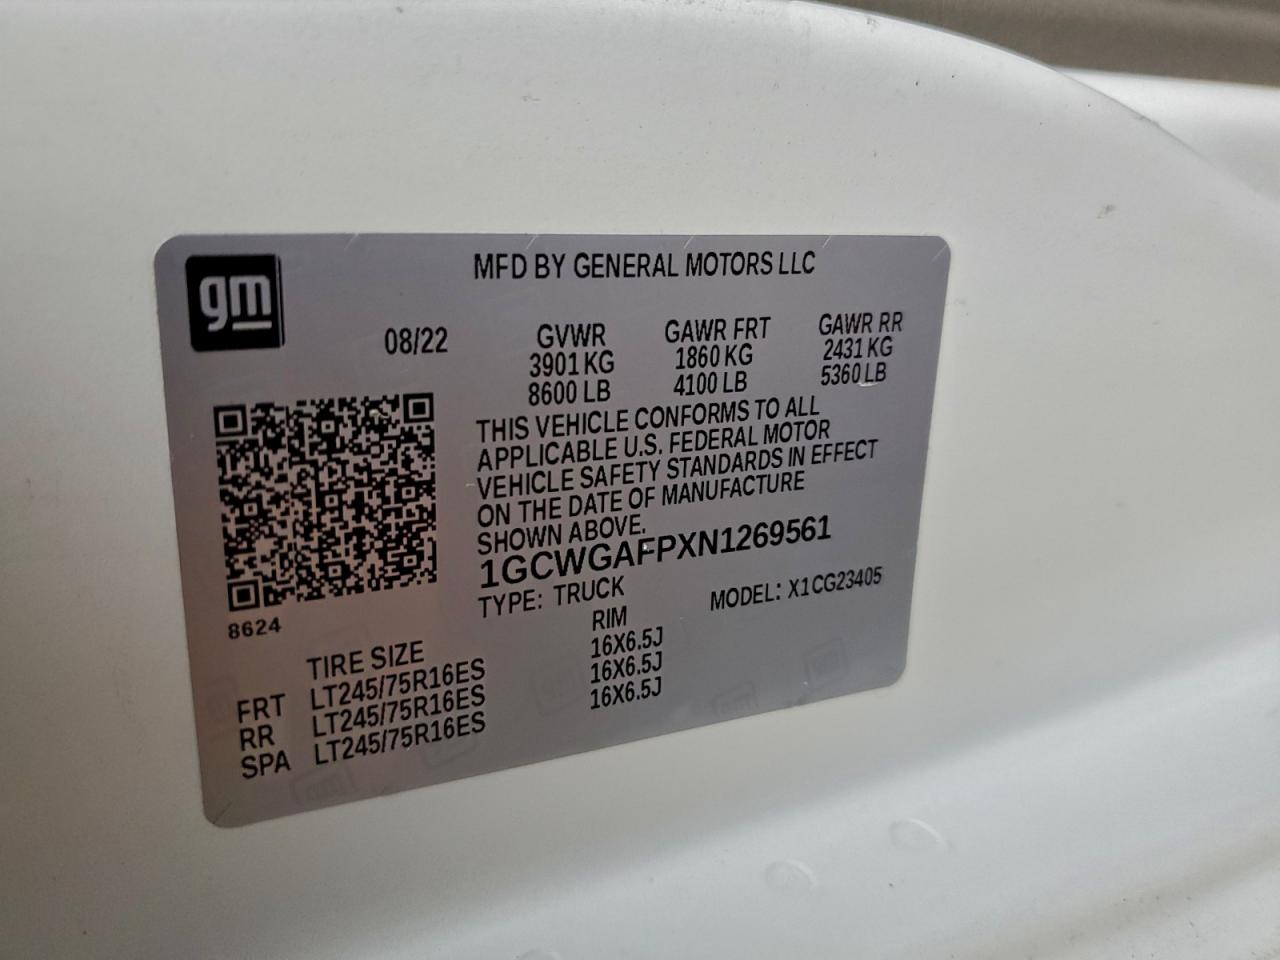 gm
MFD BY GENERAL MOTORS LLC
08/22
GVWR
3901 KG
8600 LB
GAWR FRT
1860 KG
4100 LB
GAWR RR
2431 KG
5360 LB
THIS VEHICLE CONFORMS TO ALL
APPLICABLE U.S. FEDERAL MOTOR
VEHICLE SAFETY STANDARDS IN EFFECT
ON THE DATE OF MANUFACTURE
SHOWN ABOVE.
1GCWGAFPXN1269561
TYPE: TRUCK
MODEL: X1CG23405
8624
TIRE SIZE
RIM
FRT LT245/75R16ES 16X6.5J
RR LT245/75R16ES 16X6.5J
SPA LT245/75R16ES 16X6.5J